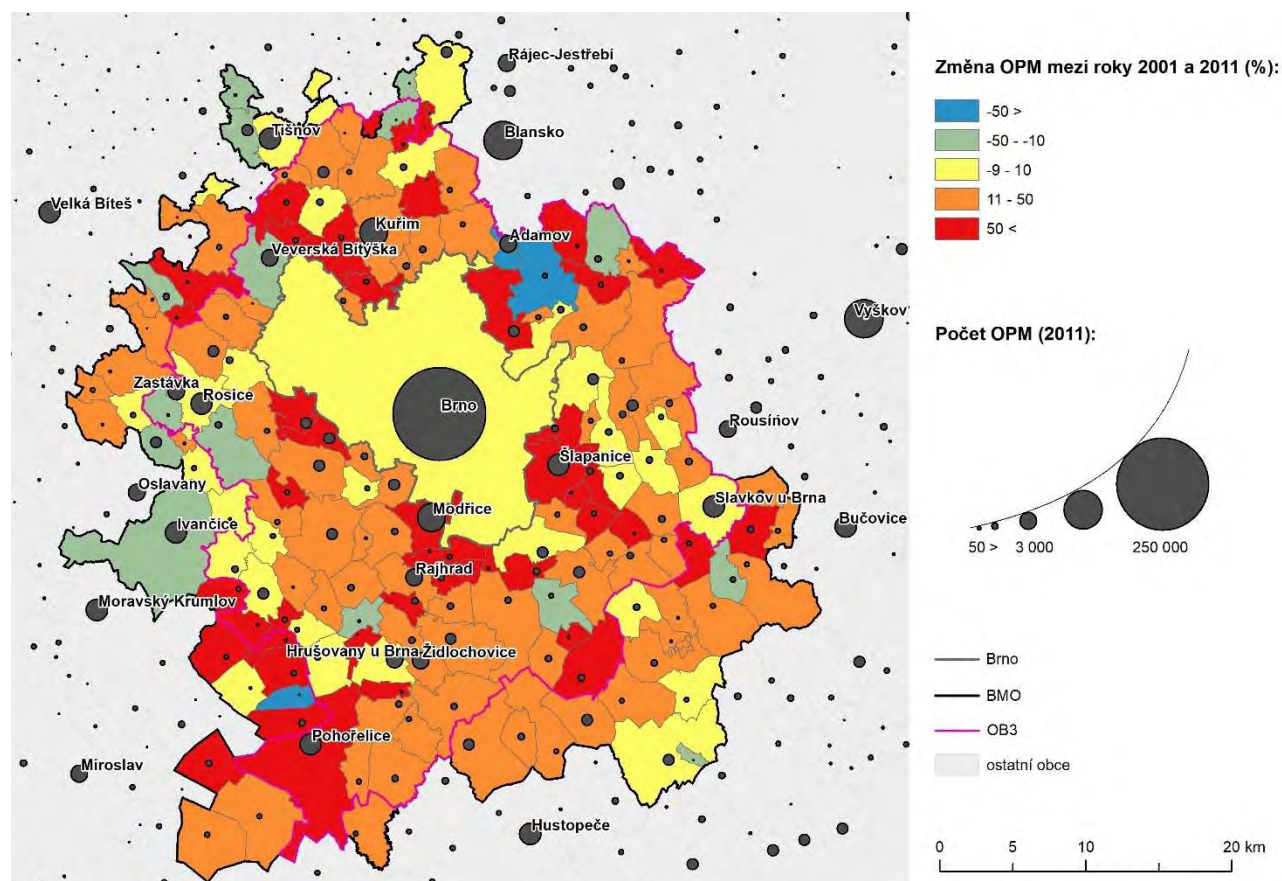 Rájec-Jestřebí
Tišnov
Blansko
Velká Bíteš
Kuřim
Adamov
Veverská Bítýška
Vyškov
Zastávka
Rosice
Brno
Rousínov
Šlapanice
Oslavany
Slavkov u Brna
Modřice
Ivančice
Bučovice
Rajhrad
Moravský Krumlov
Hrušovany u Brna Židlochovice
Pohořelice
Miroslav
Hustopeče
Změna OPM mezi roky 2001 a 2011 (%):
-50 >
-50 - -10
-9 - 10
11 - 50
50 <
Počet OPM (2011):
50 > 3 000 250 000
Brno
BMO
OB3
ostatní obce
0 5 10 20 km